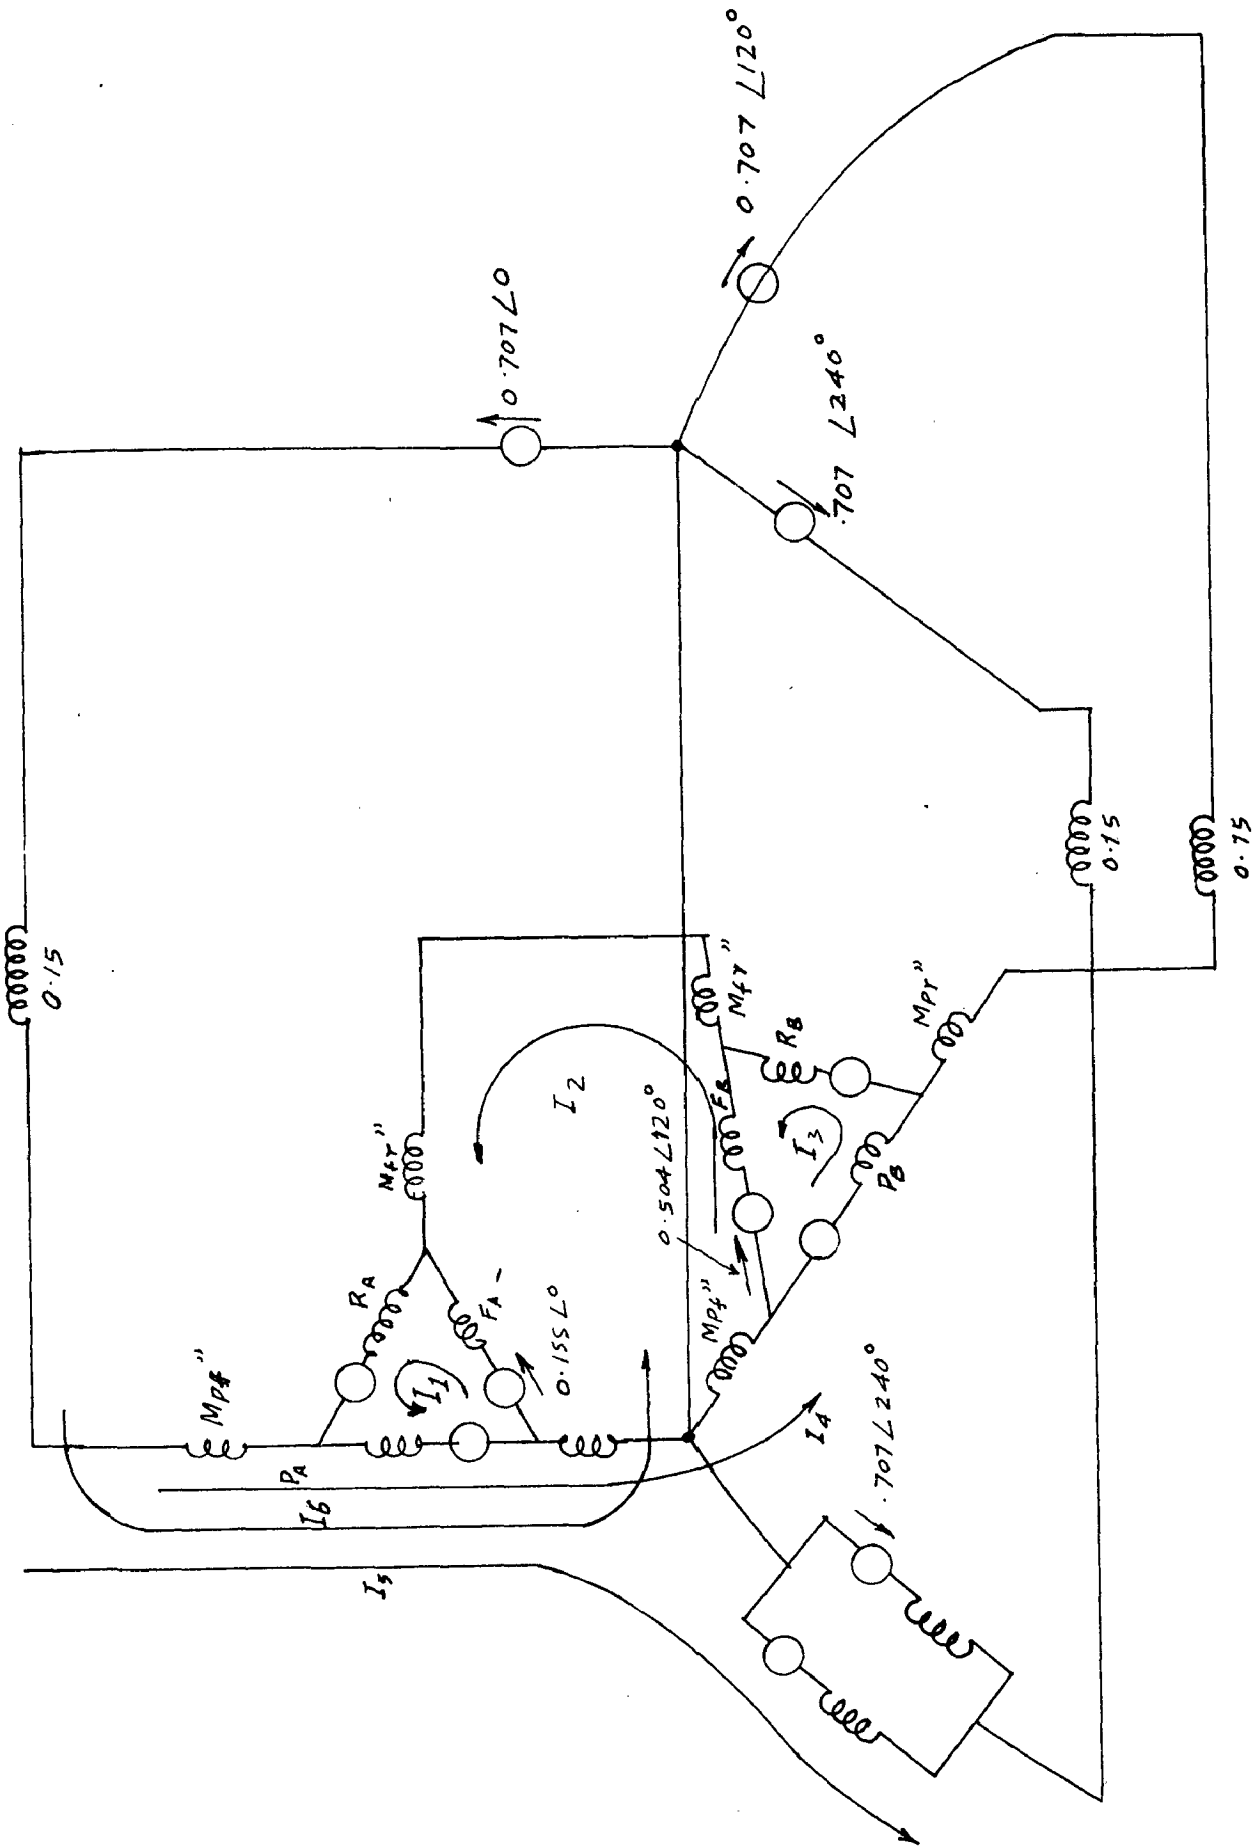 0.707 ∠120°
0.707 ∠0
.707 ∠240°
0.15
0.15
0.15
Mfr"
Mfr"
RA
FA -
I1
I2
0.155 ∠0
Mpf"
PA
I6
I5
I4
0.504 ∠120°
Mpf"
FB
RB
I3
PB
Mpr"
.707 ∠240°